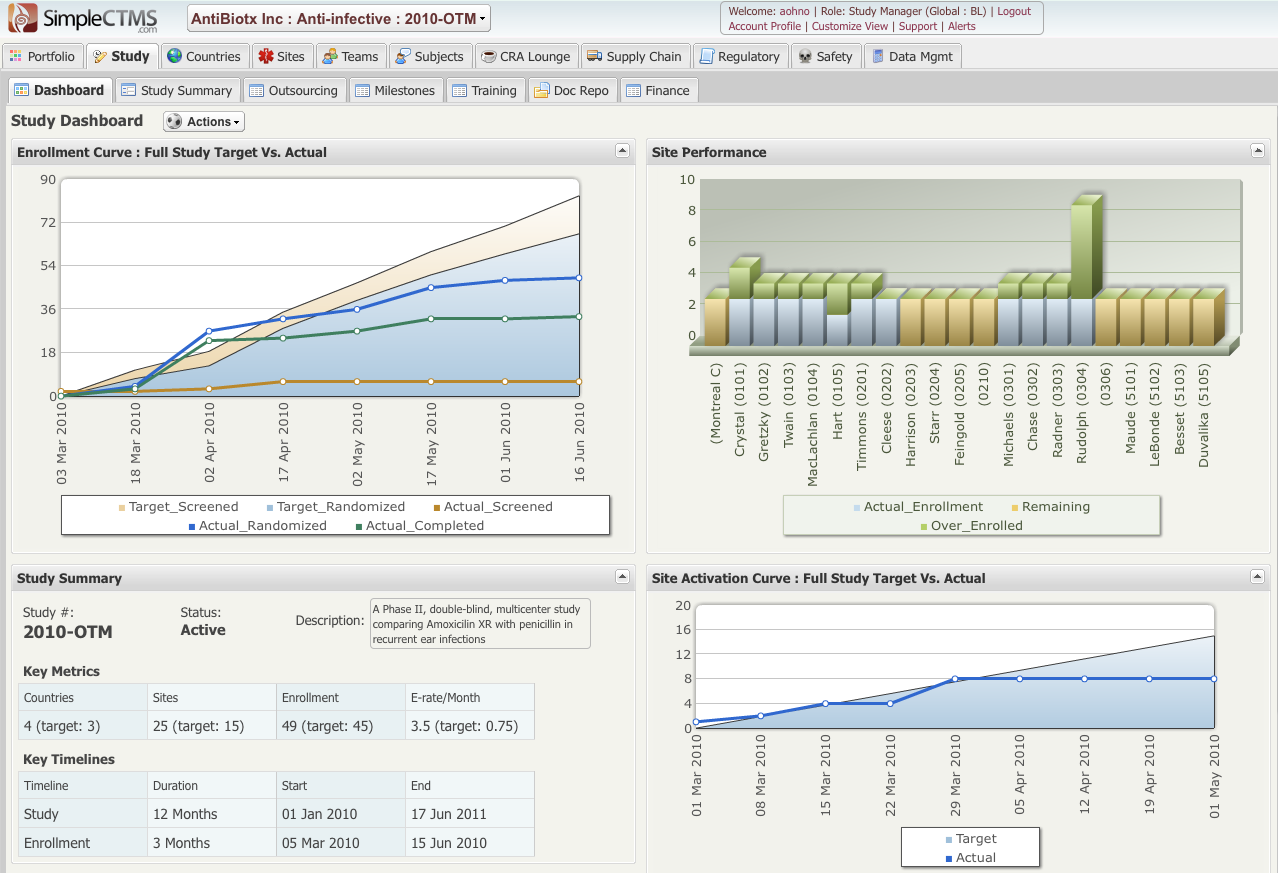 SimpleCTMS
.com
AntiBiotx Inc : Anti-infective : 2010-OTM
Welcome: aohno | Role: Study Manager (Global : BL) | Logout
Account Profile | Customize View | Support | Alerts
Portfolio Study Countries Sites Teams Subjects CRA Lounge Supply Chain Regulatory Safety Data Mgmt
Dashboard Study Summary Outsourcing Milestones Training Doc Repo Finance
Study Dashboard Actions
Enrollment Curve : Full Study Target Vs. Actual
90
72
54
36
18
0
03 Mar 2010
18 Mar 2010
02 Apr 2010
17 Apr 2010
02 May 2010
17 May 2010
01 Jun 2010
16 Jun 2010
Target_Screened Target_Randomized Actual_Screened
Actual_Randomized Actual_Completed
Site Performance
10
8
6
4
2
0
(Montreal C)
Crystal (0101)
Gretzky (0102)
Twain (0103)
MacLachlan (0104)
Hart (0105)
Timmons (0201)
Cleese (0202)
Harrison (0203)
Starr (0204)
Feingold (0205)
(0210)
Michaels (0301)
Chase (0302)
Radner (0303)
Rudolph (0304)
(0306)
Maude (5101)
LeBonde (5102)
Besset (5103)
Duvalika (5105)
Actual_Enrollment Remaining
Over_Enrolled
Study Summary
Study #: Status: Description:
2010-OTM Active
A Phase II, double-blind, multicenter study
comparing Amoxicilin XR with penicillin in
recurrent ear infections
Key Metrics
Countries Sites Enrollment E-rate/Month
4 (target: 3) 25 (target: 15) 49 (target: 45) 3.5 (target: 0.75)
Key Timelines
Timeline Duration Start End
Study 12 Months 01 Jan 2010 17 Jun 2011
Enrollment 3 Months 05 Mar 2010 15 Jun 2010
Site Activation Curve : Full Study Target Vs. Actual
20
16
12
8
4
0
01 Mar 2010
08 Mar 2010
15 Mar 2010
22 Mar 2010
29 Mar 2010
05 Apr 2010
12 Apr 2010
19 Apr 2010
01 May 2010
Target
Actual